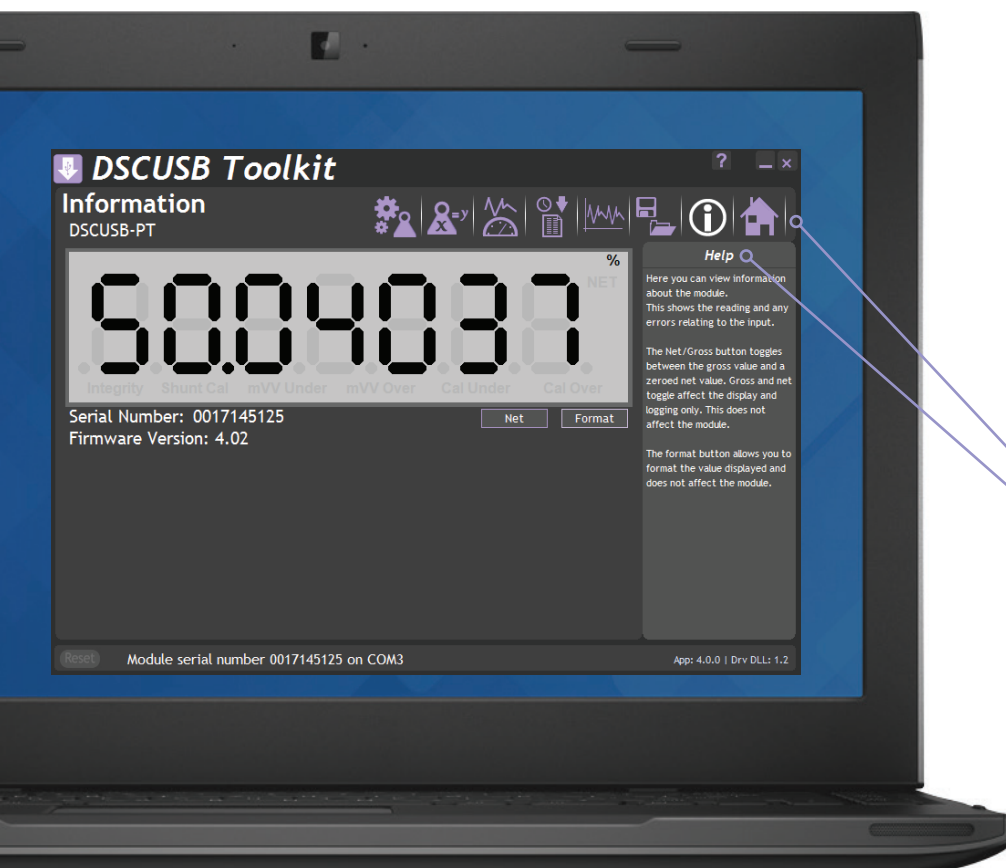 DSCUSB Toolkit
?
Information
DSCUSB-PT
x =y
i
%
NET
50.04037
Integrity Shunt Cal mVV Under mVV Over Cal Under Cal Over
Serial Number: 0017145125
Net Format
Firmware Version: 4.02
Help
Here you can view information
about the module.
This shows the reading and any
errors relating to the input.
The Net/Gross button toggles
between the gross value and a
zeroed net value. Gross and net
toggle affect the display and
logging only. This does not
affect the module.
The format button allows you to
format the value displayed and
does not affect the module.
Reset Module serial number 0017145125 on COM3 App: 4.0.0 | Drv DLL: 1.2